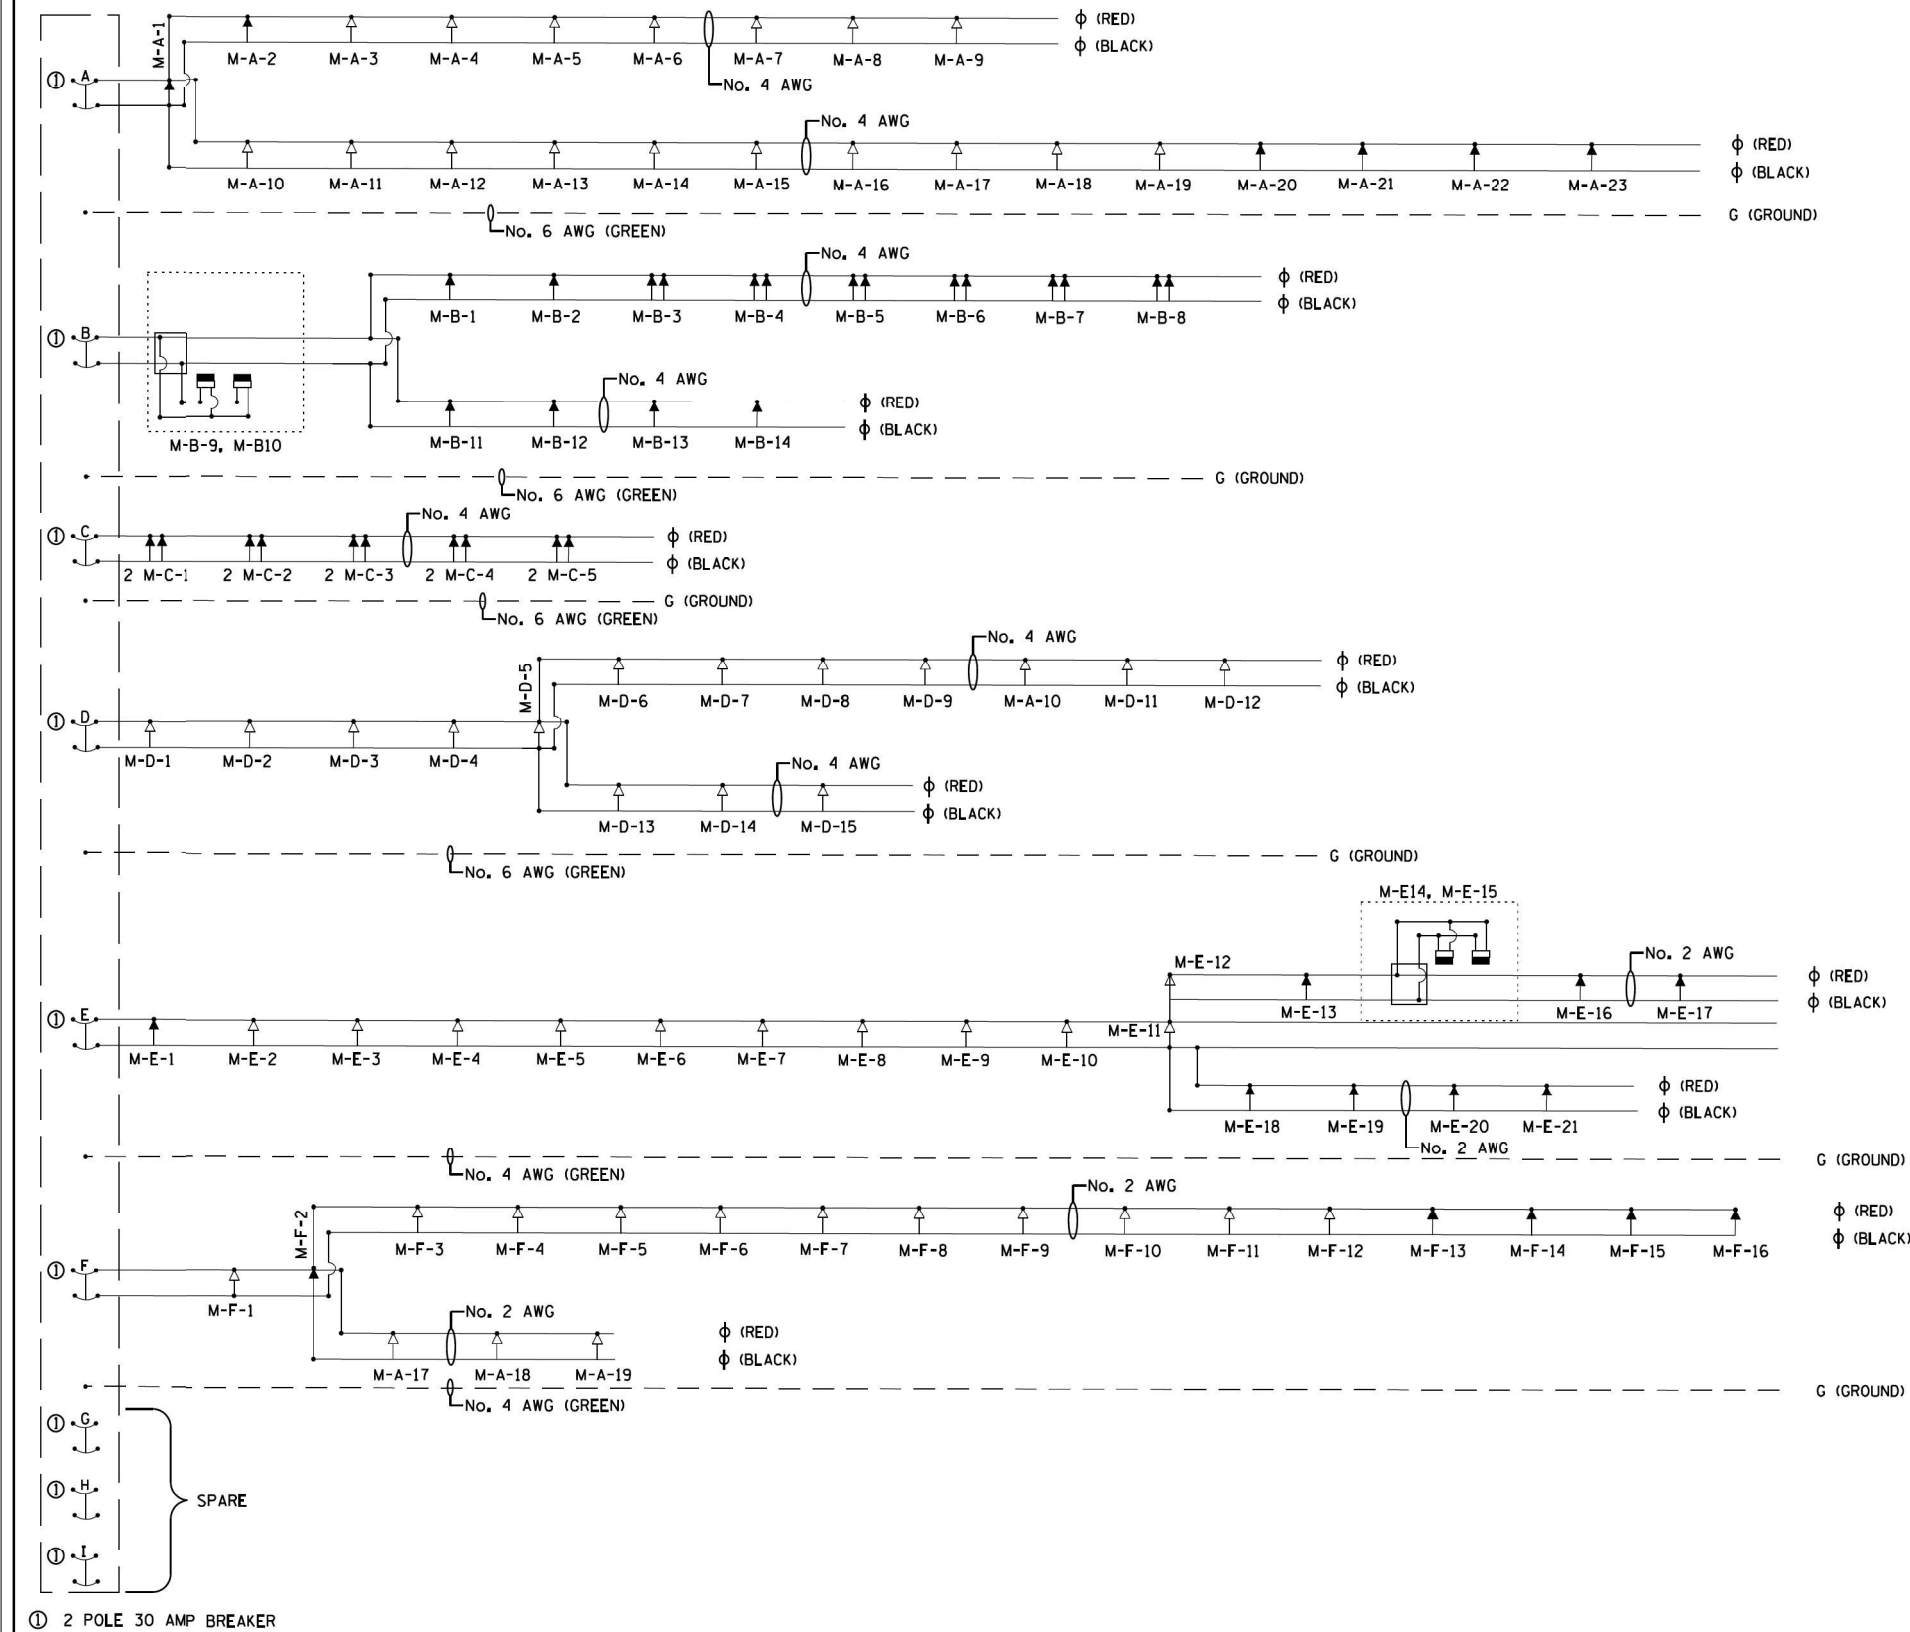 M-A-1
ϕ (RED)
ϕ (BLACK)
M-A-2 M-A-3 M-A-4 M-A-5 M-A-6 M-A-7 M-A-8 M-A-9
① A
No. 4 AWG
No. 4 AWG
ϕ (RED)
ϕ (BLACK)
M-A-10 M-A-11 M-A-12 M-A-13 M-A-14 M-A-15 M-A-16 M-A-17 M-A-18 M-A-19 M-A-20 M-A-21 M-A-22 M-A-23
G (GROUND)
No. 6 AWG (GREEN)
No. 4 AWG
ϕ (RED)
ϕ (BLACK)
M-B-1 M-B-2 M-B-3 M-B-4 M-B-5 M-B-6 M-B-7 M-B-8
① B
No. 4 AWG
ϕ (RED)
ϕ (BLACK)
M-B-9, M-B10
M-B-11 M-B-12 M-B-13 M-B-14
G (GROUND)
No. 6 AWG (GREEN)
No. 4 AWG
① C
ϕ (RED)
ϕ (BLACK)
2 M-C-1 2 M-C-2 2 M-C-3 2 M-C-4 2 M-C-5
G (GROUND)
No. 6 AWG (GREEN)
No. 4 AWG
M-D-5
ϕ (RED)
ϕ (BLACK)
M-D-6 M-D-7 M-D-8 M-D-9 M-A-10 M-D-11 M-D-12
① D
M-D-1 M-D-2 M-D-3 M-D-4
No. 4 AWG
ϕ (RED)
ϕ (BLACK)
M-D-13 M-D-14 M-D-15
G (GROUND)
No. 6 AWG (GREEN)
M-E14, M-E-15
No. 2 AWG
M-E-12
ϕ (RED)
ϕ (BLACK)
M-E-13 M-E-16 M-E-17
① E
M-E-11
M-E-1 M-E-2 M-E-3 M-E-4 M-E-5 M-E-6 M-E-7 M-E-8 M-E-9 M-E-10
ϕ (RED)
ϕ (BLACK)
M-E-18 M-E-19 M-E-20 M-E-21
No. 2 AWG
G (GROUND)
No. 4 AWG (GREEN)
No. 2 AWG
M-F-2
ϕ (RED)
ϕ (BLACK)
M-F-3 M-F-4 M-F-5 M-F-6 M-F-7 M-F-8 M-F-9 M-F-10 M-F-11 M-F-12 M-F-13 M-F-14 M-F-15 M-F-16
① F
M-F-1
No. 2 AWG
ϕ (RED)
ϕ (BLACK)
M-A-17 M-A-18 M-A-19
G (GROUND)
No. 4 AWG (GREEN)
① G
① H
SPARE
① I
① 2 POLE 30 AMP BREAKER